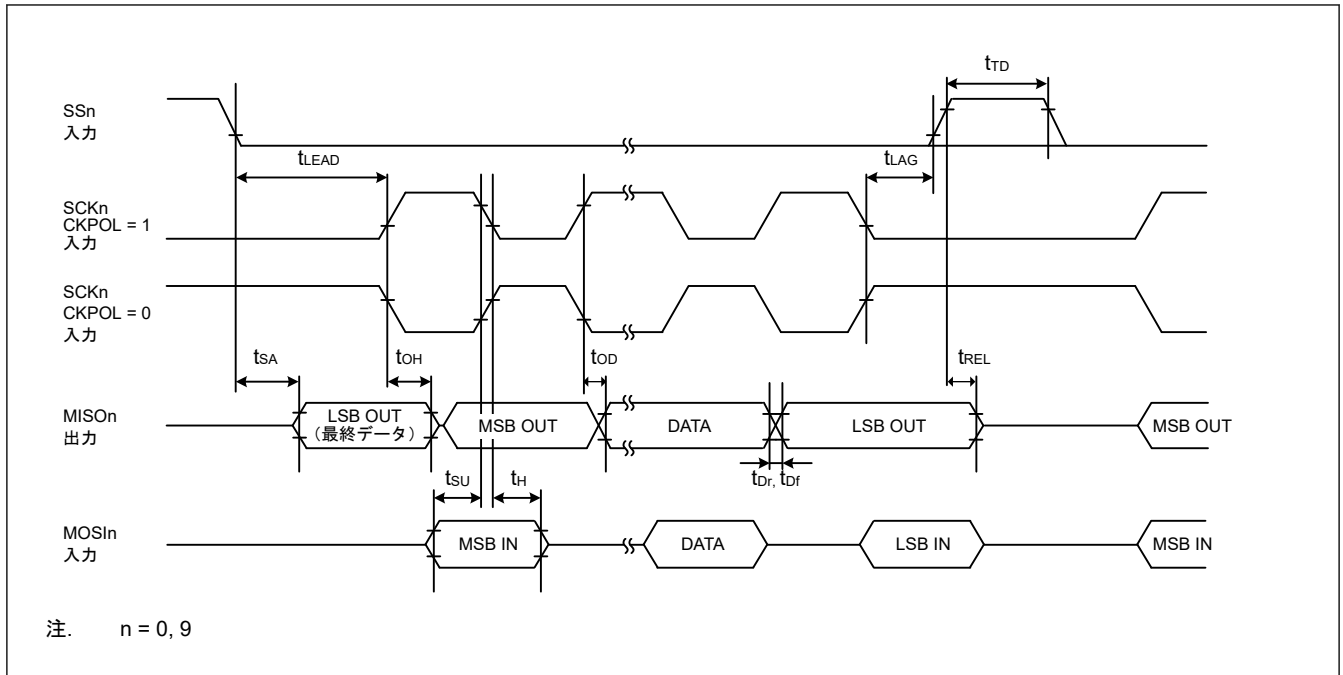 tTD
SSn
入力
tLEAD
tLAG
SCKn
CKPOL = 1
入力
SCKn
CKPOL = 0
入力
tSA
tOH
tOD
tREL
MISOn
出力
LSB OUT
（最終データ）
MSB OUT
DATA
LSB OUT
MSB OUT
tSU
tH
tDr, tDf
MOSIn
入力
MSB IN
DATA
LSB IN
MSB IN
注. n = 0, 9